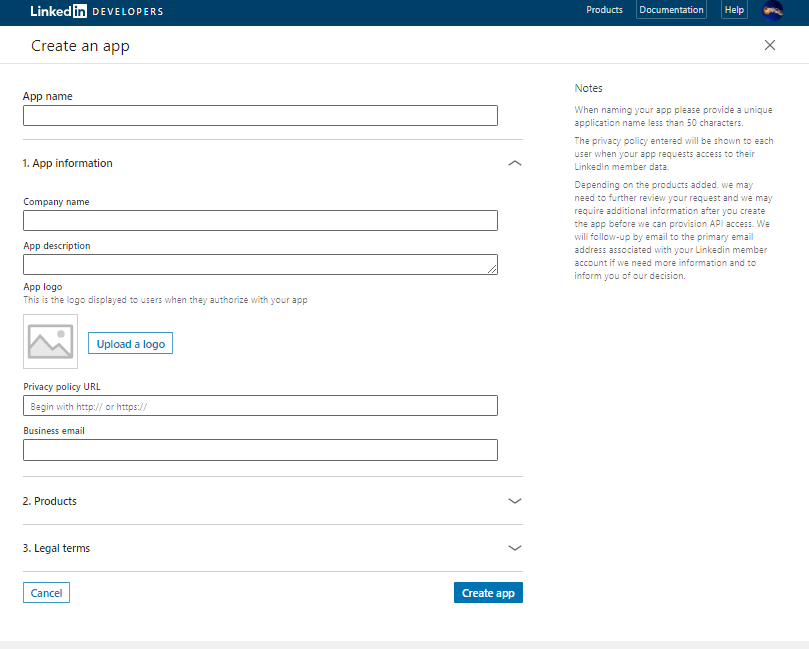 Linked in DEVELOPERS
Products Documentation Help
Create an app
App name
1. App information
Company name
App description
App logo
This is the logo displayed to users when they authorize with your app
Upload a logo
Privacy policy URL
Begin with http:// or https://
Business email
2. Products
3. Legal terms
Cancel
Create app
Notes
When naming your app please provide a unique
application name less than 50 characters.
The privacy policy entered will be shown to each
user when your app requests access to their
LinkedIn member data.
Depending on the products added, we may
need to further review your request and we may
require additional information after you create
the app before we can provision API access. We
will follow-up by email to the primary email
address associated with your Linkedin member
account if we need more information and to
inform you of our decision.